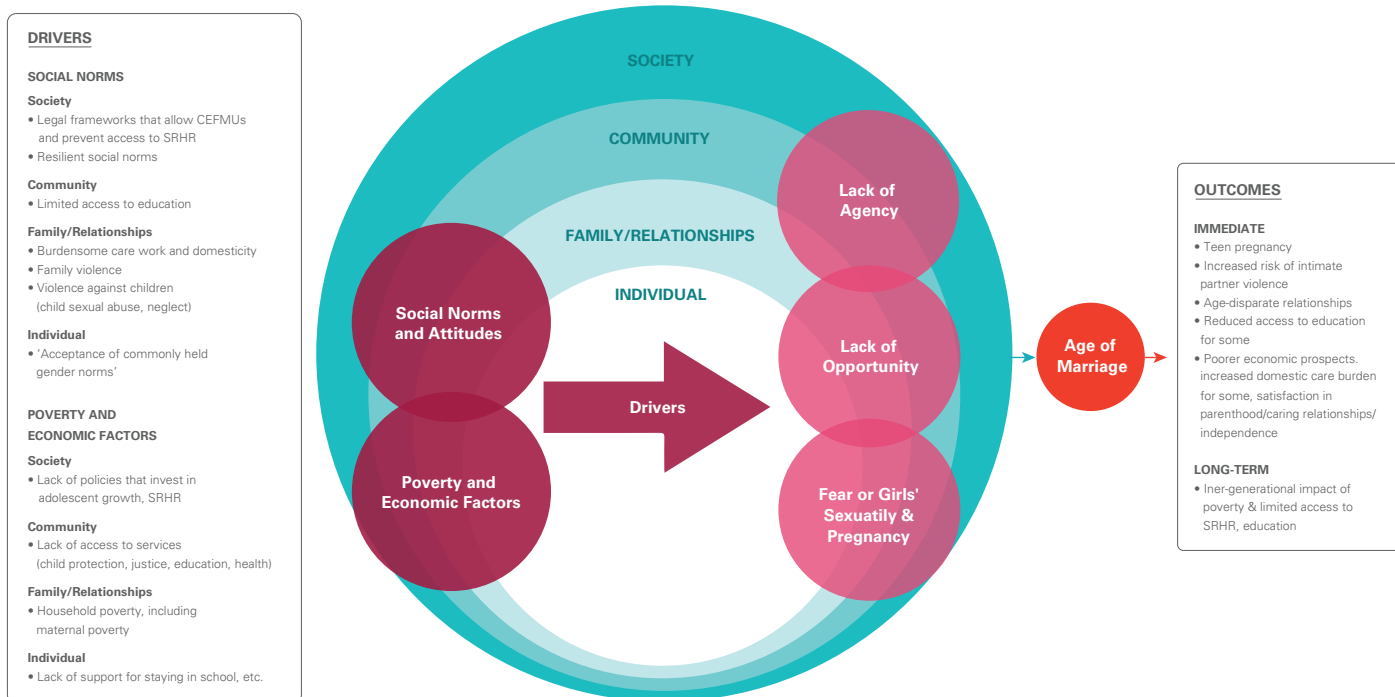 DRIVERS
SOCIAL NORMS
Society
• Legal frameworks that allow CEFMUs
and prevent access to SRHR
• Resilient social norms
Community
• Limited access to education
Family/Relationships
• Burdensome care work and domesticity
• Family violence
• Violence against children
(child sexual abuse, neglect)
Individual
• ‘Acceptance of commonly held
gender norms’
POVERTY AND
ECONOMIC FACTORS
Society
• Lack of policies that invest in
adolescent growth, SRHR
Community
• Lack of access to services
(child protection, justice, education, health)
Family/Relationships
• Household poverty, including
maternal poverty
Individual
• Lack of support for staying in school, etc.
SOCIETY
COMMUNITY
FAMILY/RELATIONSHIPS
INDIVIDUAL
Social Norms
and Attitudes
Poverty and
Economic Factors
Drivers
Lack of
Agency
Lack of
Opportunity
Fear or Girls'
Sexuatily &
Pregnancy
Age of
Marriage
OUTCOMES
IMMEDIATE
• Teen pregnancy
• Increased risk of intimate
partner violence
• Age-disparate relationships
• Reduced access to education
for some
• Poorer economic prospects.
increased domestic care burden
for some, satisfaction in
parenthood/caring relationships/
independence
LONG-TERM
• Iner-generational impact of
poverty & limited access to
SRHR, education